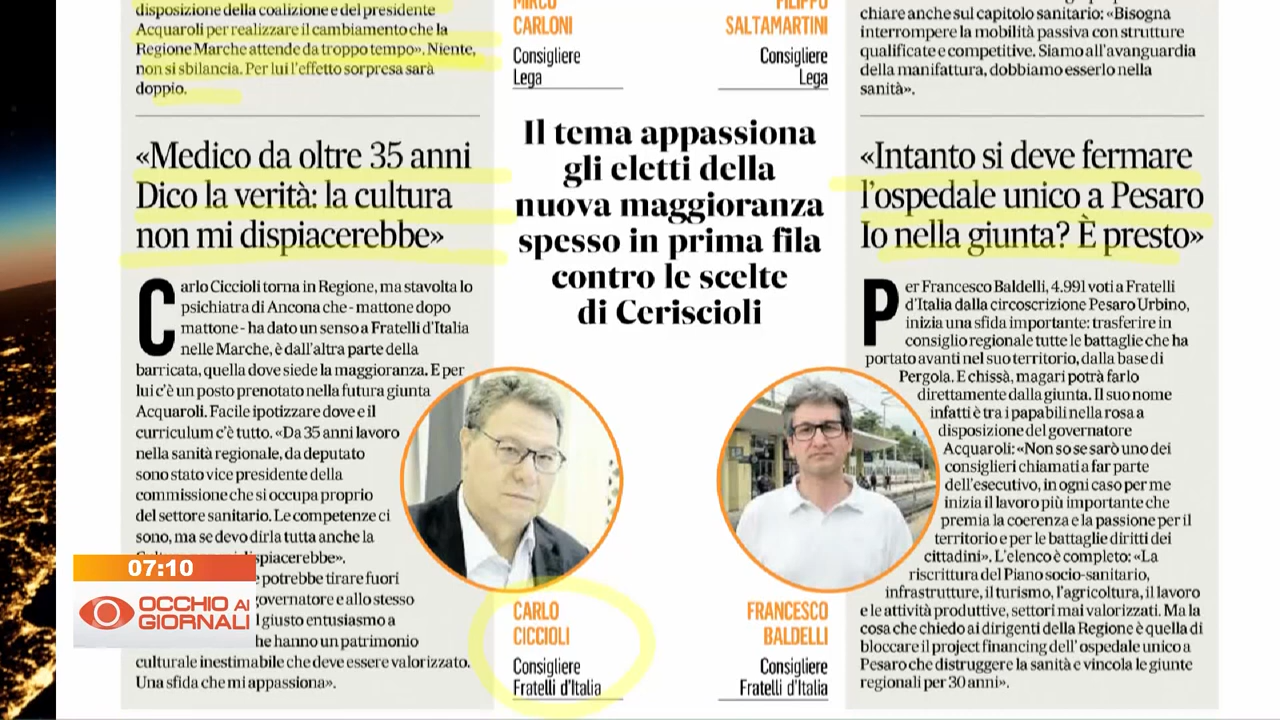 disposizione della coalizione e del presidente
Acquaroli per realizzare il cambiamento che la
Regione Marche attende da troppo tempo». Niente,
non si sbilancia. Per lui l'effetto sorpresa sarà
doppio.
«Medico da oltre 35 anni
Dico la verità: la cultura
non mi dispiacerebbe»
Carlo Ciccioli torna in Regione, ma stavolta lo
psichiatra di Ancona che - mattone dopo
mattone - ha dato un senso a Fratelli d'Italia
nelle Marche, è dall'altra parte della
barricata, quella dove siede la maggioranza. E per
lui c'è un posto prenotato nella futura giunta
Acquaroli. Facile ipotizzare dove e il
curriculum c'è tutto. «Da 35 anni lavoro
nella sanità regionale, da deputato
sono stato vice presidente della
commissione che si occupa proprio
del settore sanitario. Le competenze ci
sono, ma se devo dirla tutta anche la
dispiacerebbe».
e potrebbe tirare fuori
governatore e allo stesso
l giusto entusiasmo a
he hanno un patrimonio
culturale inestimabile che deve essere valorizzato.
Una sfida che mi appassiona».
MIRCO
CARLONI
Consigliere
Lega
FILIPPO
SALTAMARTINI
Consigliere
Lega
Il tema appassiona
gli eletti della
nuova maggioranza
spesso in prima fila
contro le scelte
di Ceriscioli
CARLO
CICCIOLI
Consigliere
Fratelli d'Italia
FRANCESCO
BALDELLI
Consigliere
Fratelli d'Italia
chiare anche sul capitolo sanitario: «Bisogna
interrompere la mobilità passiva con strutture
qualificate e competitive. Siamo all'avanguardia
della manifattura, dobbiamo esserlo nella
sanità».
«Intanto si deve fermare
l'ospedale unico a Pesaro
Io nella giunta? È presto»
Per Francesco Baldelli, 4.991 voti a Fratelli
d'Italia dalla circoscrizione Pesaro Urbino,
inizia una sfida importante: trasferire in
consiglio regionale tutte le battaglie che ha
portato avanti nel suo territorio, dalla base di
Pergola. E chissà, magari potrà farlo
direttamente dalla giunta. Il suo nome
infatti è tra i papabili nella rosa a
disposizione del governatore
Acquaroli: «Non so se sarò uno dei
consiglieri chiamati a far parte
dell'esecutivo, in ogni caso per me
inizia il lavoro più importante che
premia la coerenza e la passione per il
territorio e per le battaglie diritti dei
cittadini». L'elenco è completo: «La
riscrittura del Piano socio-sanitario,
infrastrutture, il turismo, l'agricoltura, il lavoro
e le attività produttive, settori mai valorizzati. Ma la
cosa che chiedo ai dirigenti della Regione è quella di
bloccare il project financing dell' ospedale unico a
Pesaro che distruggere la sanità e vincola le giunte
regionali per 30 anni».
07:10
OCCHIO AI
GIORNALI